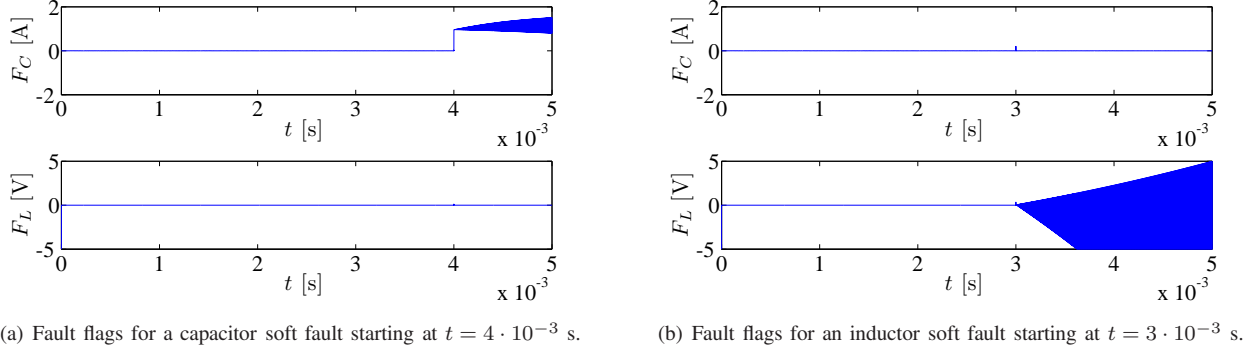 F_C [A]
2
0
-2
0 1 2 3 4 5
t [s]
x 10^-3
F_L [V]
5
0
-5
0 1 2 3 4 5
t [s]
x 10^-3
(a) Fault flags for a capacitor soft fault starting at t = 4 · 10^−3 s.
F_C [A]
2
0
-2
0 1 2 3 4 5
t [s]
x 10^-3
F_L [V]
5
0
-5
0 1 2 3 4 5
t [s]
x 10^-3
(b) Fault flags for an inductor soft fault starting at t = 3 · 10^−3 s.